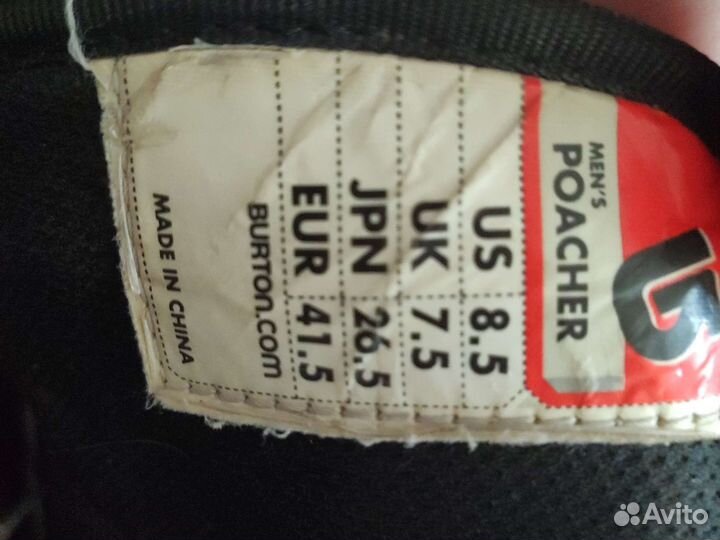 MEN'S
POACHER
US 8.5
UK 7.5
JPN 26.5
EUR 41.5
BURTON.com
MADE IN CHINA
Avito